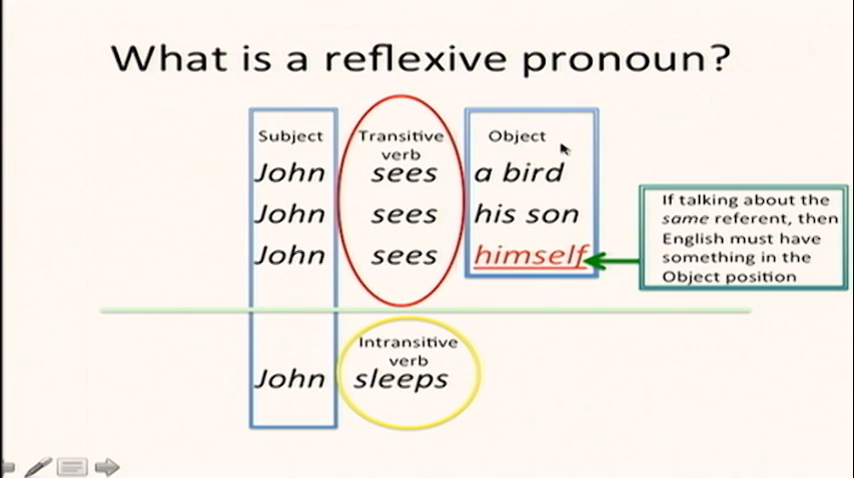 What is a reflexive pronoun?
Subject Transitive verb Object
John sees a bird
John sees his son
John sees himself
If talking about the
same referent, then
English must have
something in the
Object position
Intransitive verb
John sleeps